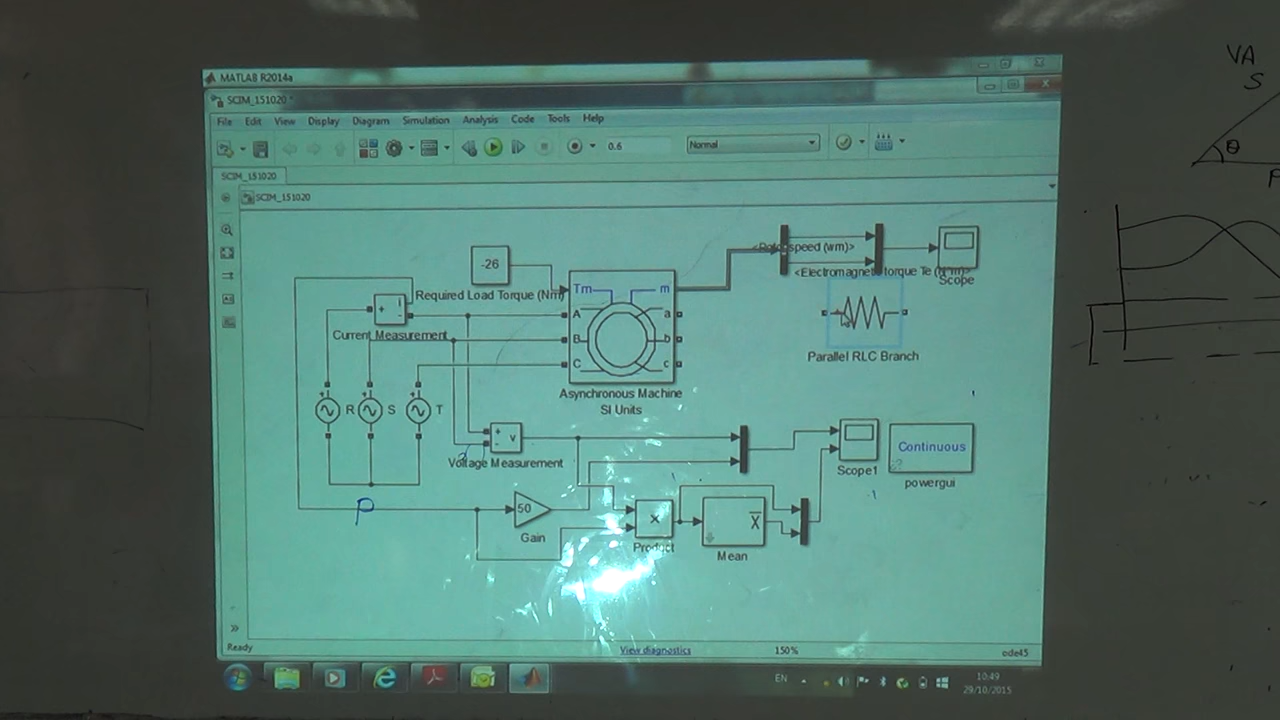 MATLAB R2014a
SCIM_151020 *
File Edit View Display Diagram Simulation Analysis Code Tools Help
0.6 Normal
SCIM_151020
SCIM_151020
VA
S
θ
-26
<Rotor speed (wm)>
<Electromagnetic torque Te (N*m)>
Scope
Required Load Torque (Nm)
Tm m
A a
B b
C c
+ - i
Current Measurement
Parallel RLC Branch
Asynchronous Machine
SI Units
R S T
+ - v
Voltage Measurement
Scope1
Continuous
powergui
P
50
Gain
×
Product
X
Mean
Ready View diagnostics 150% ode45
EN 10:49
29/10/2015